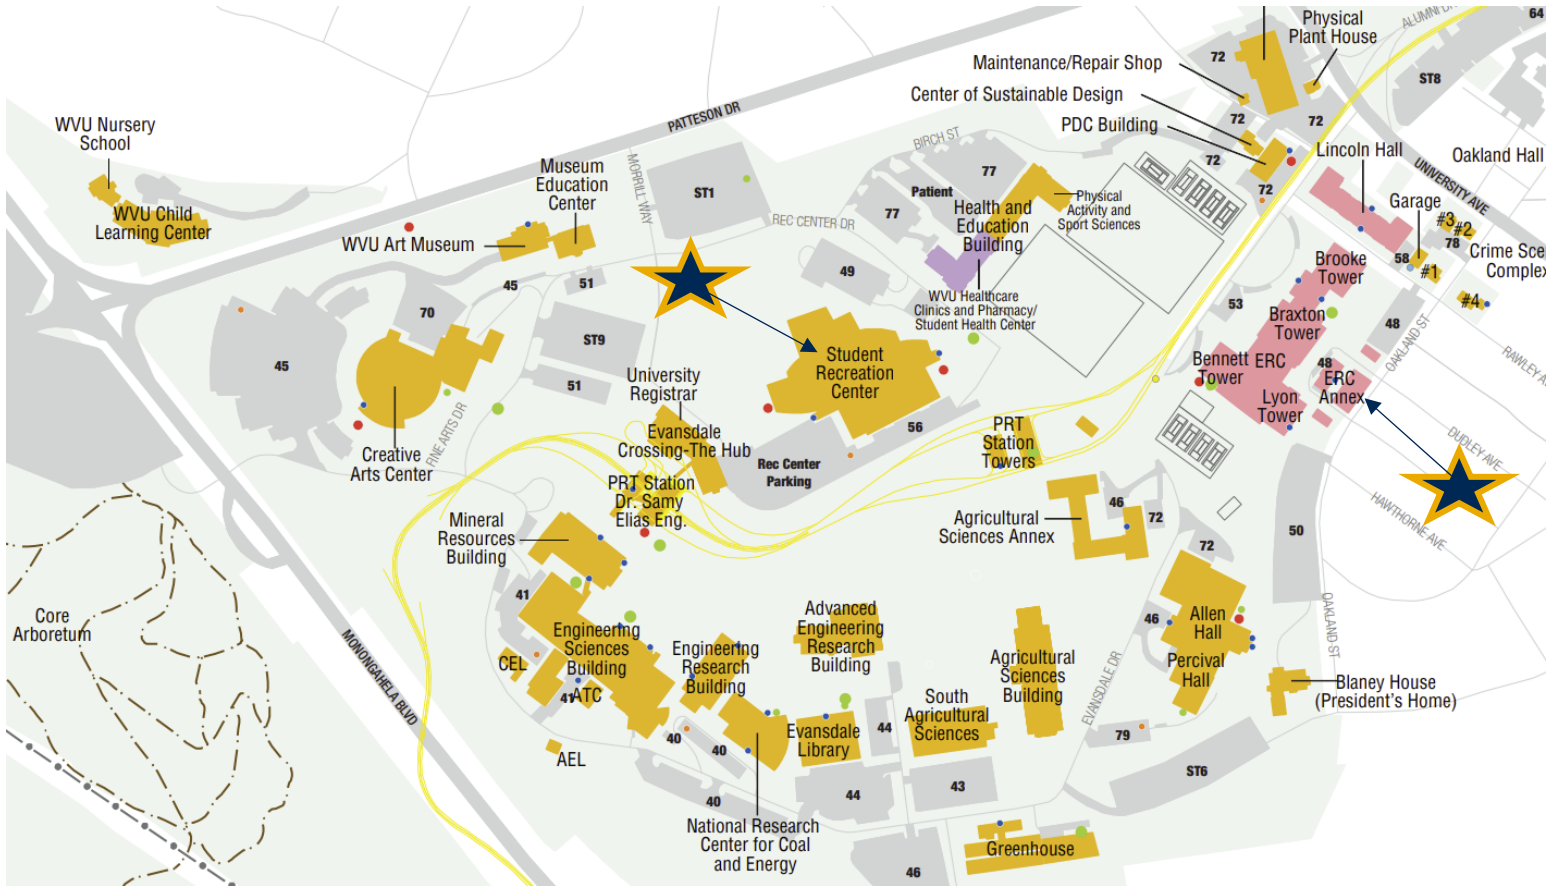 64
Physical
Plant House
ALUMNI DR
72
ST8
Maintenance/Repair Shop
Center of Sustainable Design
PDC Building
72
72
72
72
PATTESON DR
WVU Nursery
School
WVU Child
Learning Center
Museum
Education
Center
WVU Art Museum
MORRILL WAY
ST1
REC CENTER DR
BIRCH ST
77
Patient
77
Health and
Education
Building
Physical
Activity and
Sport Sciences
Lincoln Hall
UNIVERSITY AVE
Oakland Hall
Garage
#3
#2
78
58
#1
Crime Sce
Complex
#4
Brooke
Tower
Braxton
Tower
Bennett
Tower
ERC
Lyon
Tower
48
ERC
Annex
48
53
OAKLAND ST
RAWLEY
DUDLEY AVE
HAWTHORNE AVE
45
51
49
WVU Healthcare
Clinics and Pharmacy/
Student Health Center
70
45
ST9
51
Student
Recreation
Center
University
Registrar
Evansdale
Crossing-The Hub
56
Rec Center
Parking
PRT
Station
Towers
Creative
Arts Center
FINE ARTS DR
PRT Station
Dr. Samy
Elias Eng.
Mineral
Resources
Building
Agricultural
Sciences Annex
46
72
72
50
41
Core
Arboretum
MONONGAHELA BLVD
Engineering
Sciences
Building
CEL
41
ATC
AEL
Engineering
Research
Building
Advanced
Engineering
Research
Building
Agricultural
Sciences
Building
South
Agricultural
Sciences
Evansdale
Library
46
Allen
Hall
Percival
Hall
OAKLAND ST
EVANSDALE DR
Blaney House
(President's Home)
40
40
40
44
44
43
79
ST6
National Research
Center for Coal
and Energy
Greenhouse
46